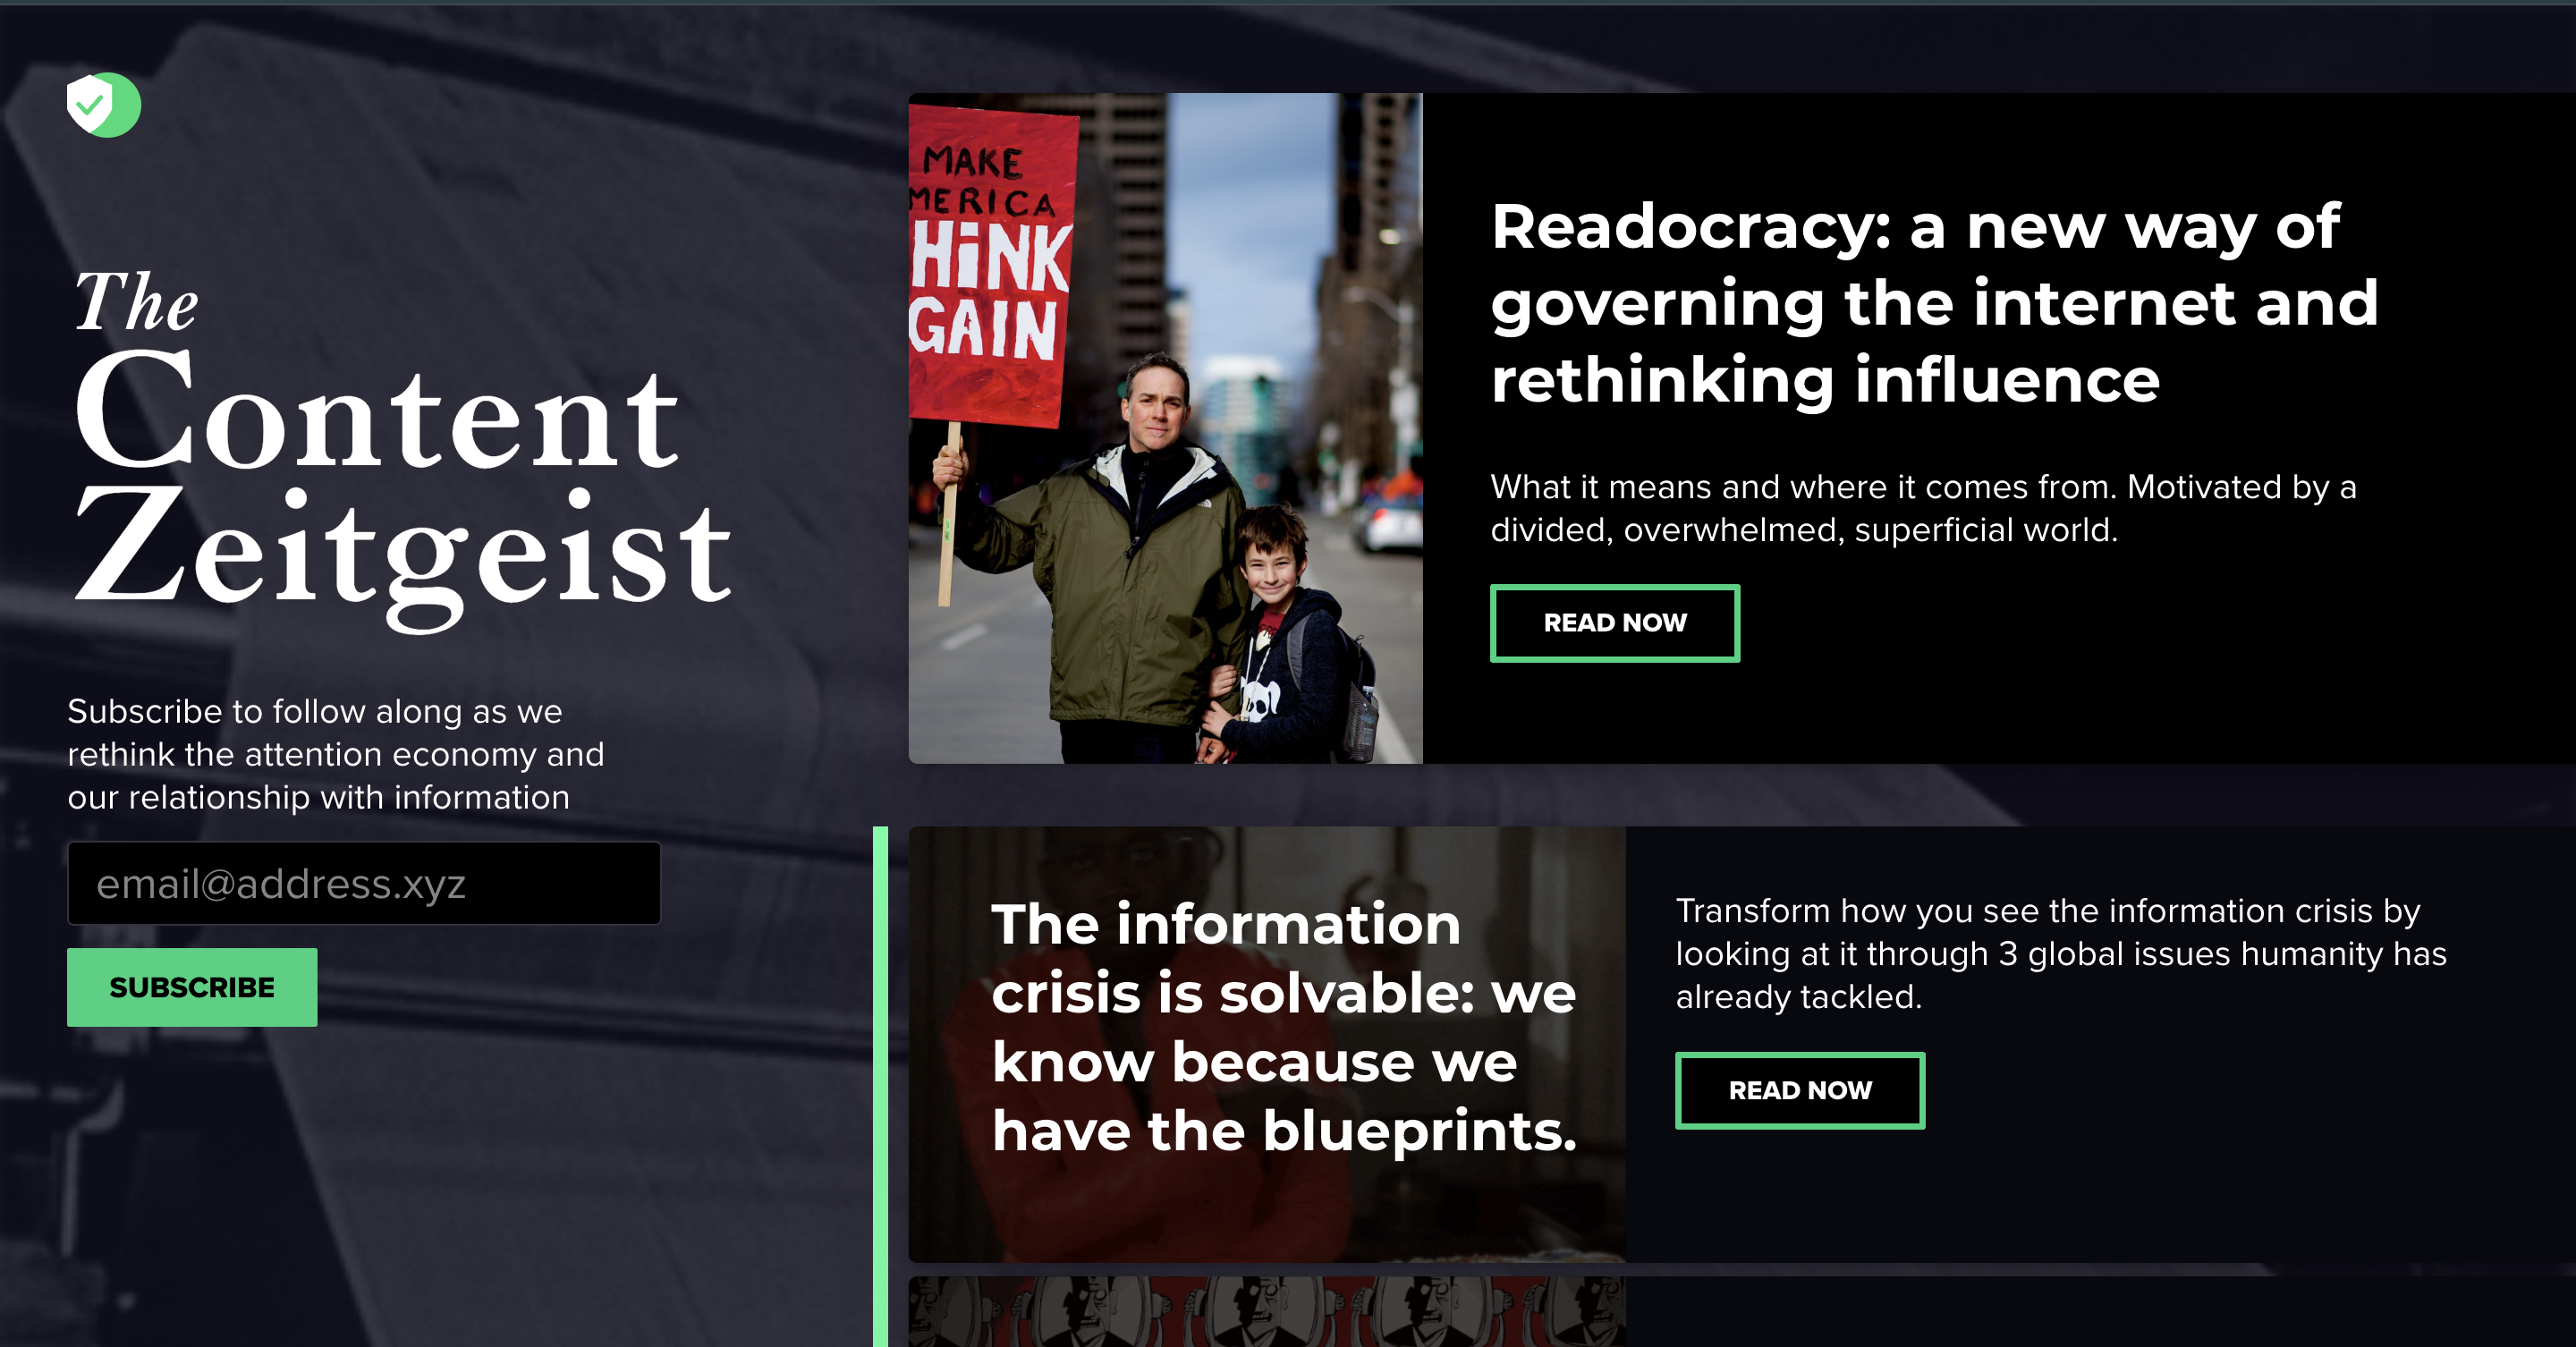 The
Content
Zeitgeist
Subscribe to follow along as we
rethink the attention economy and
our relationship with information
email@address.xyz
SUBSCRIBE
MAKE
MERICA
HiNK
GAIN
Readocracy: a new way of
governing the internet and
rethinking influence
What it means and where it comes from. Motivated by a
divided, overwhelmed, superficial world.
READ NOW
The information
crisis is solvable: we
know because we
have the blueprints.
Transform how you see the information crisis by
looking at it through 3 global issues humanity has
already tackled.
READ NOW